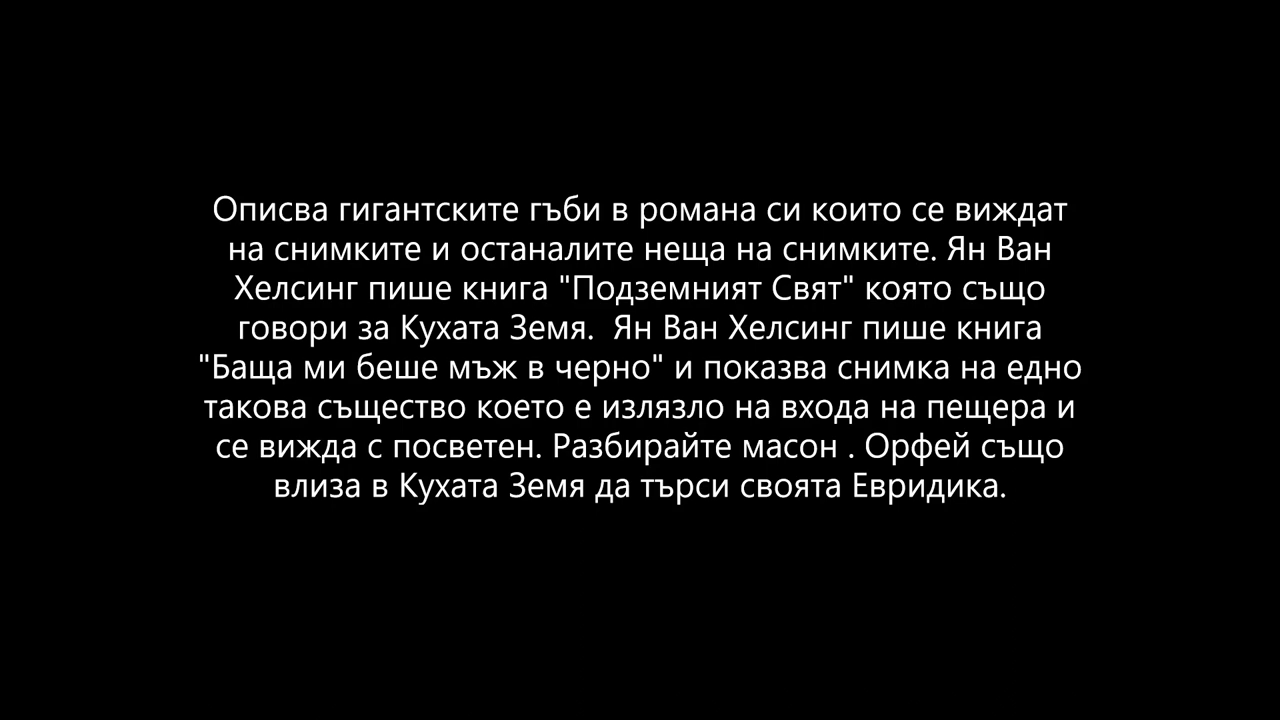 Описва гигантските гъби в романа си които се виждат
на снимките и останалите неща на снимките. Ян Ван
Хелсинг пише книга "Подземният Свят" която също
говори за Кухата Земя.  Ян Ван Хелсинг пише книга
"Баща ми беше мъж в черно" и показва снимка на едно
такова същество което е излязло на входа на пещера и
се вижда с посветен. Разбирайте масон . Орфей също
влиза в Кухата Земя да търси своята Евридика.